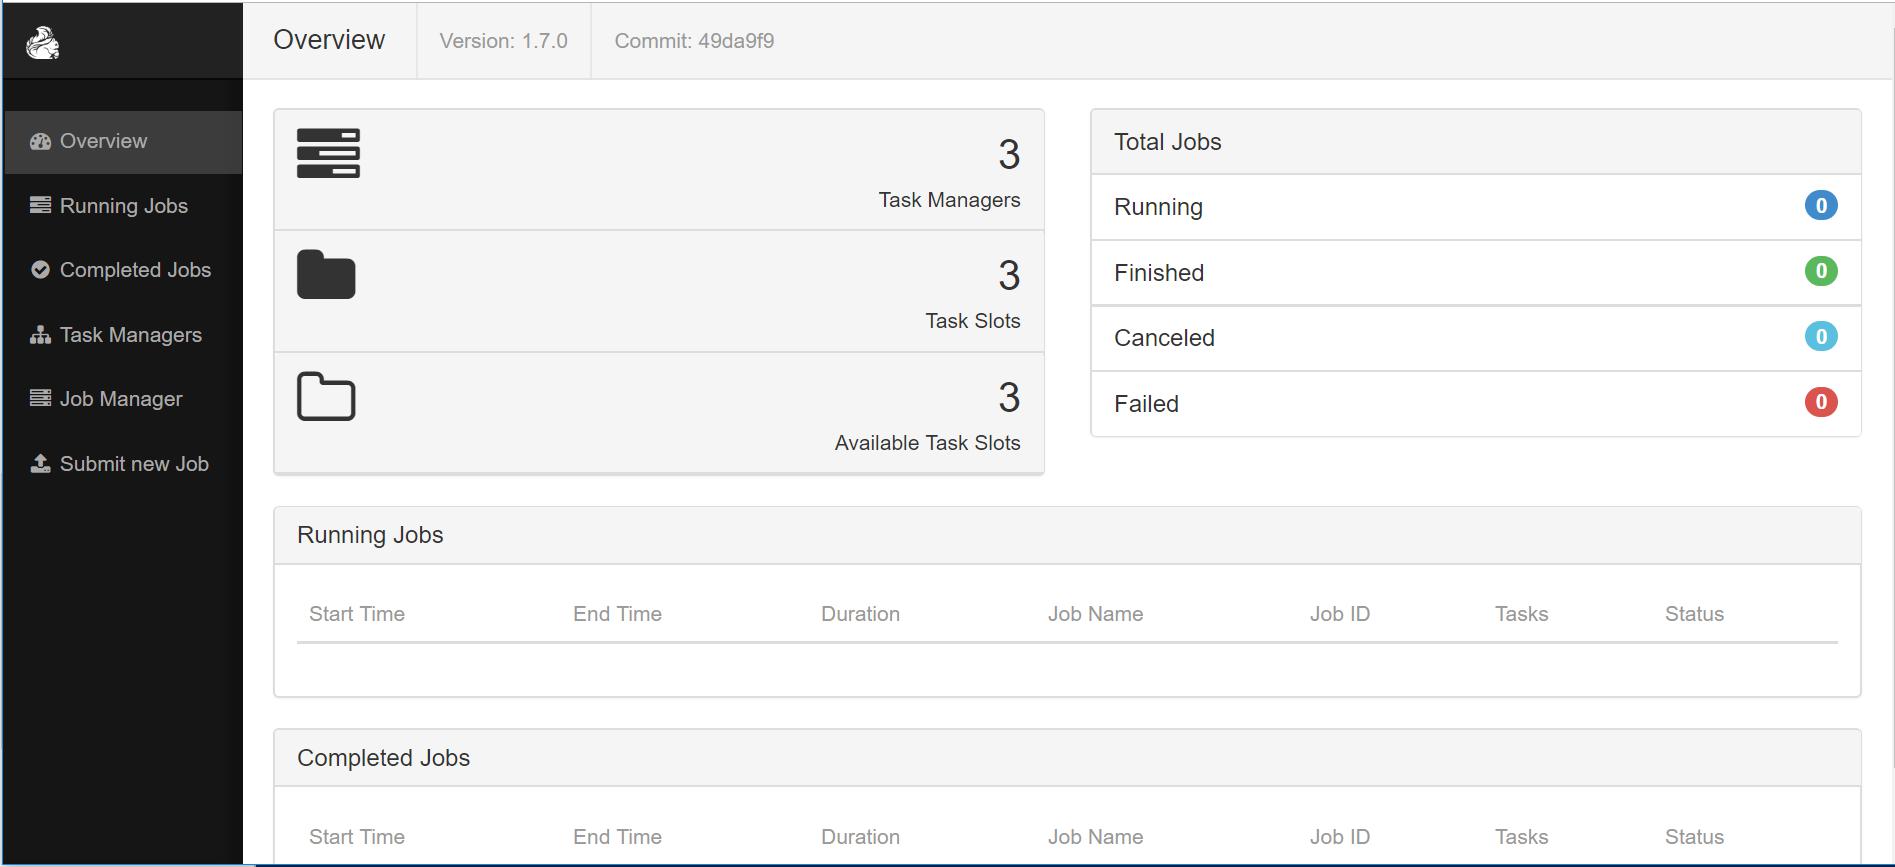 Overview
Version: 1.7.0
Commit: 49da9f9
Overview
Running Jobs
Completed Jobs
Task Managers
Job Manager
Submit new Job
3
Task Managers
3
Task Slots
3
Available Task Slots
Total Jobs
Running 0
Finished 0
Canceled 0
Failed 0
Running Jobs
Start Time End Time Duration Job Name Job ID Tasks Status
Completed Jobs
Start Time End Time Duration Job Name Job ID Tasks Status